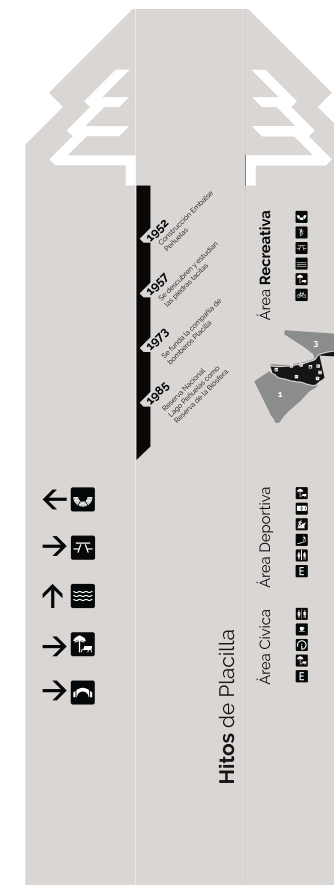 1952
Construcción Embalse
Peñuelas
1957
Se descubren y estudian
las piedras tacitas
1973
Se funda la compañía de
bomberos Placilla
1985
Reserva Nacional
Lago Peñuelas como
Reserva de la Biosfera
Hitos de Placilla
Área Recreativa
3
1
Área Deportiva
Área Cívica